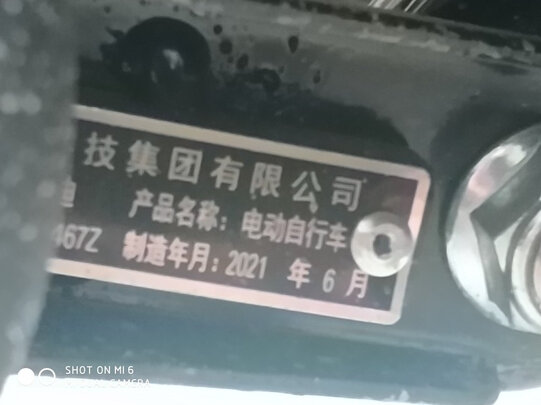 技集团有限公司
迪 产品名称：电动自行车
467Z 制造年月：2021 年 6 月
SHOT ON MI 6